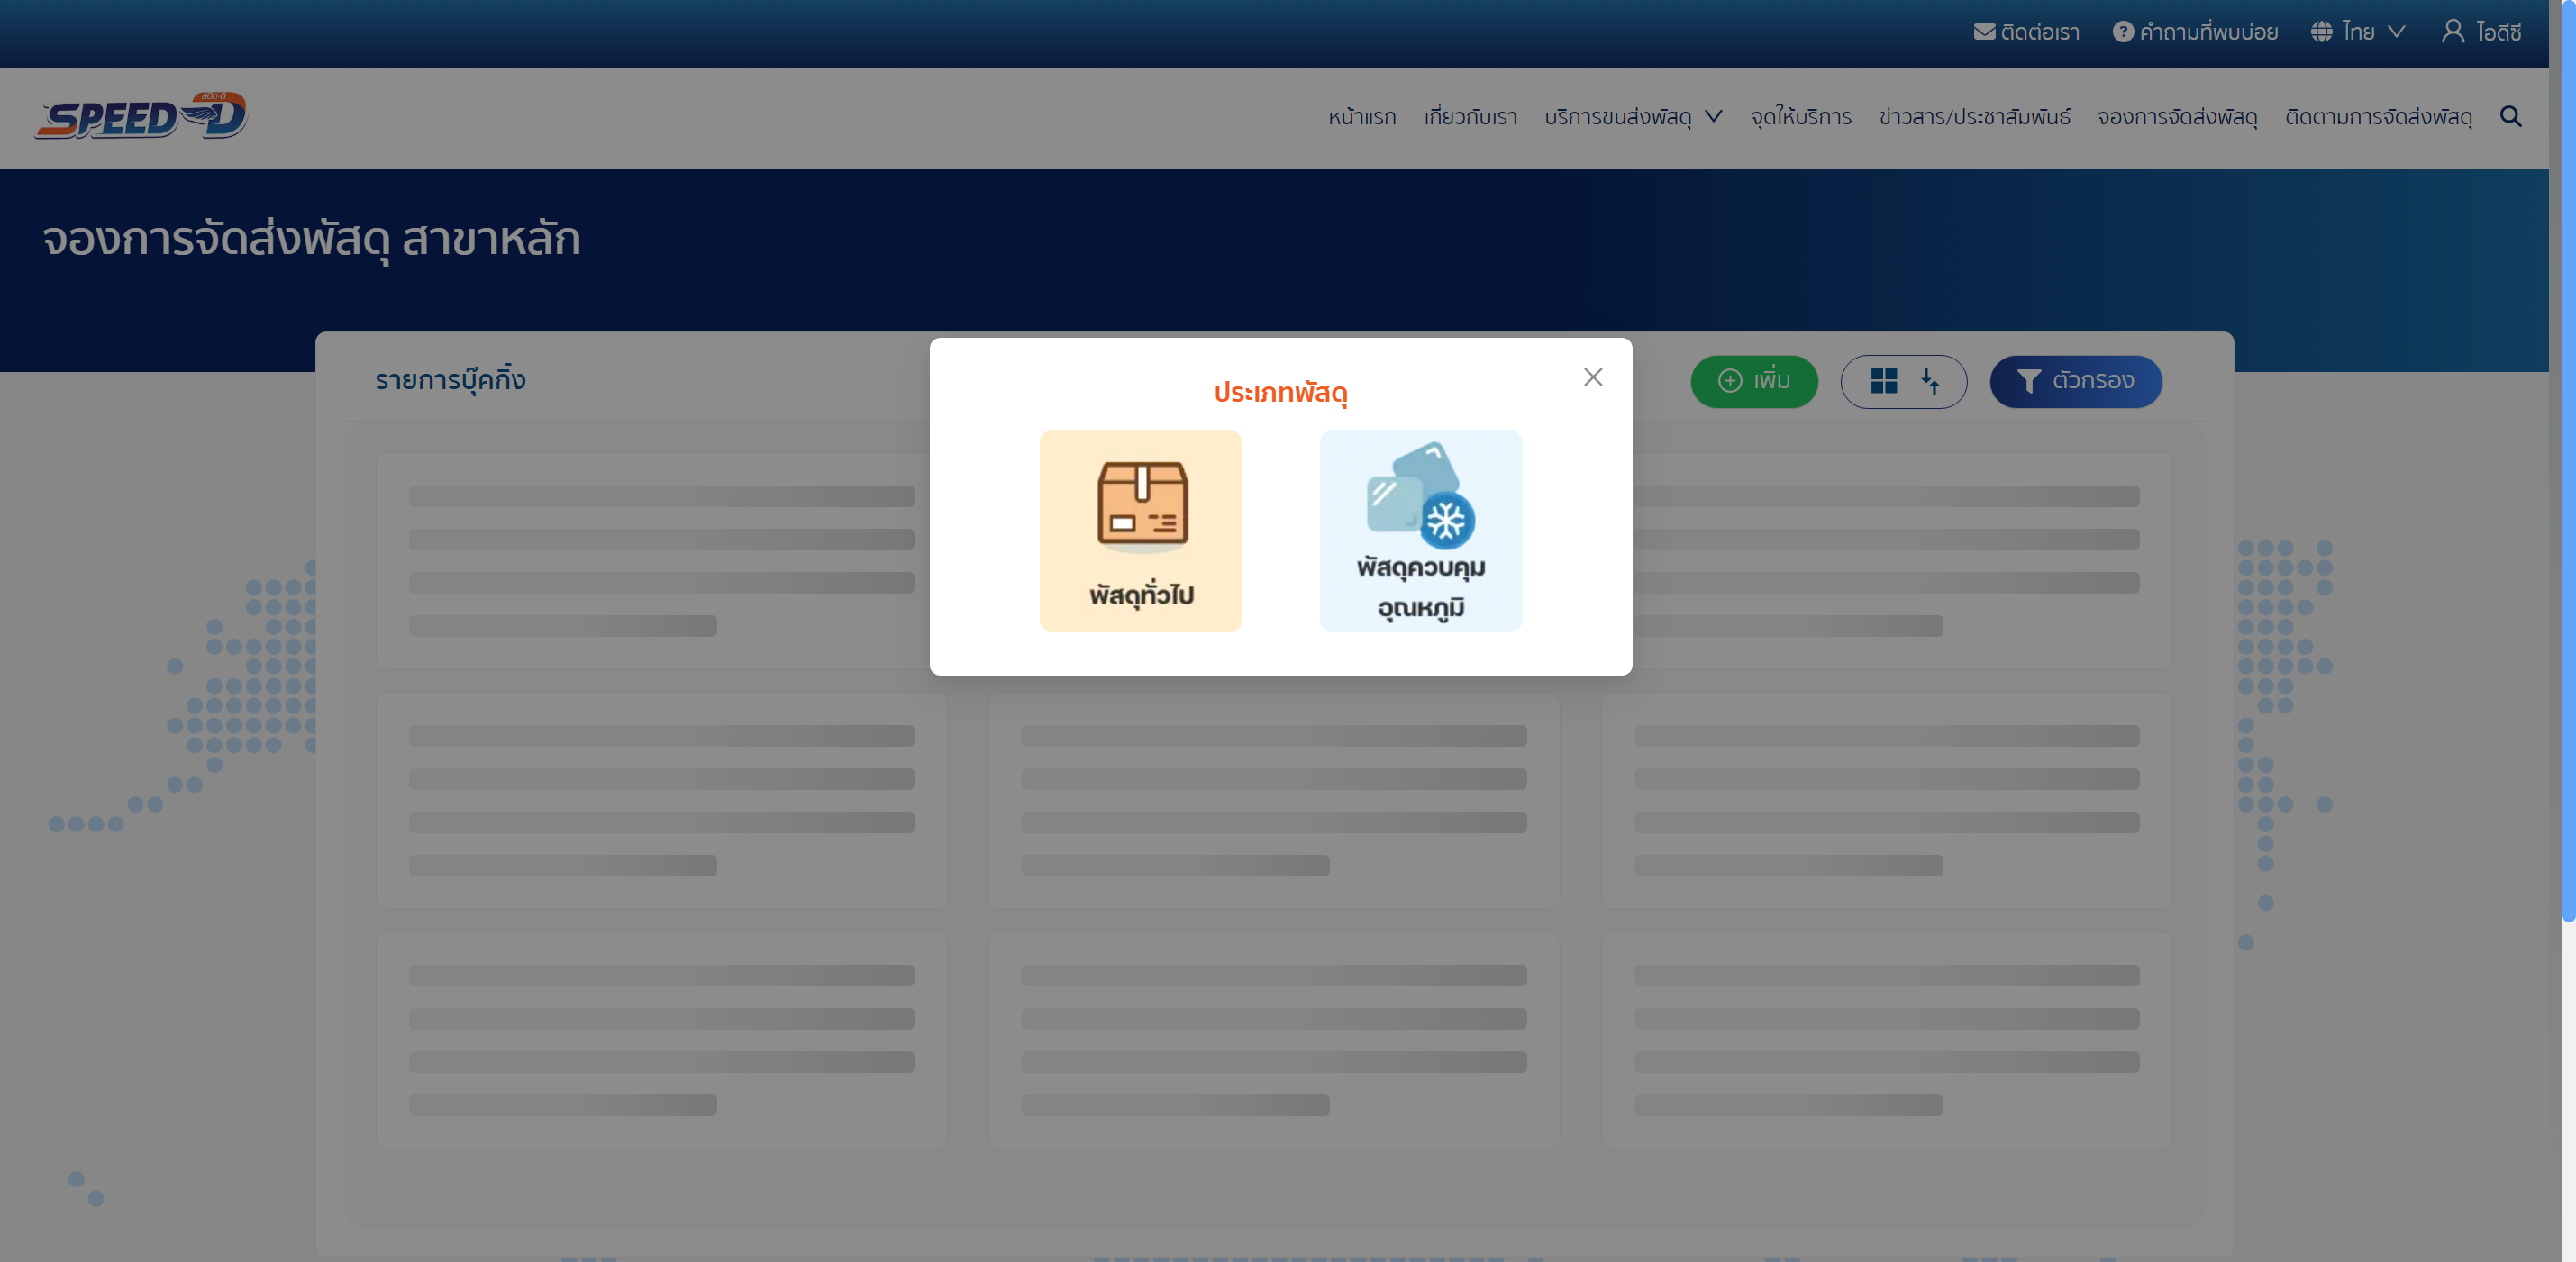 ติดต่อเรา คำถามที่พบบ่อย ไทย ไอดีซี
SPEED-D สปีด-ดี
หน้าแรก เกี่ยวกับเรา บริการขนส่งพัสดุ จุดให้บริการ ข่าวสาร/ประชาสัมพันธ์ จองการจัดส่งพัสดุ ติดตามการจัดส่งพัสดุ
จองการจัดส่งพัสดุ สาขาหลัก
รายการบุ๊คกิ้ง
เพิ่ม ตัวกรอง
ประเภทพัสดุ
พัสดุทั่วไป
พัสดุควบคุม
อุณหภูมิ